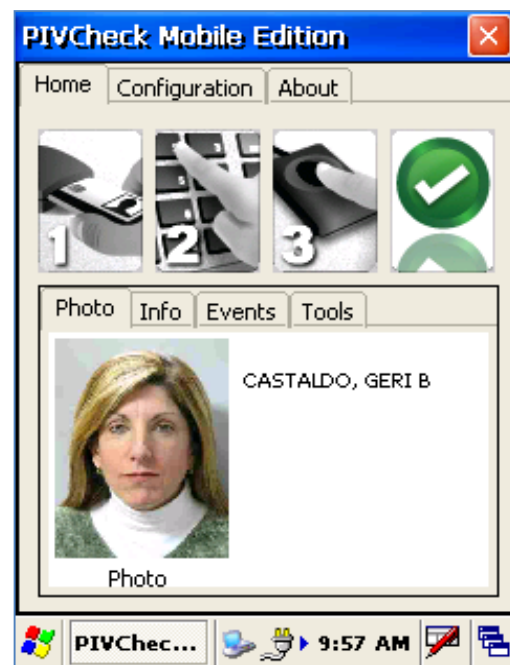 PIVCheck Mobile Edition
Home Configuration About
1 2 3
Photo Info Events Tools
CASTALDO, GERI B
Photo
PIVChec... 9:57 AM